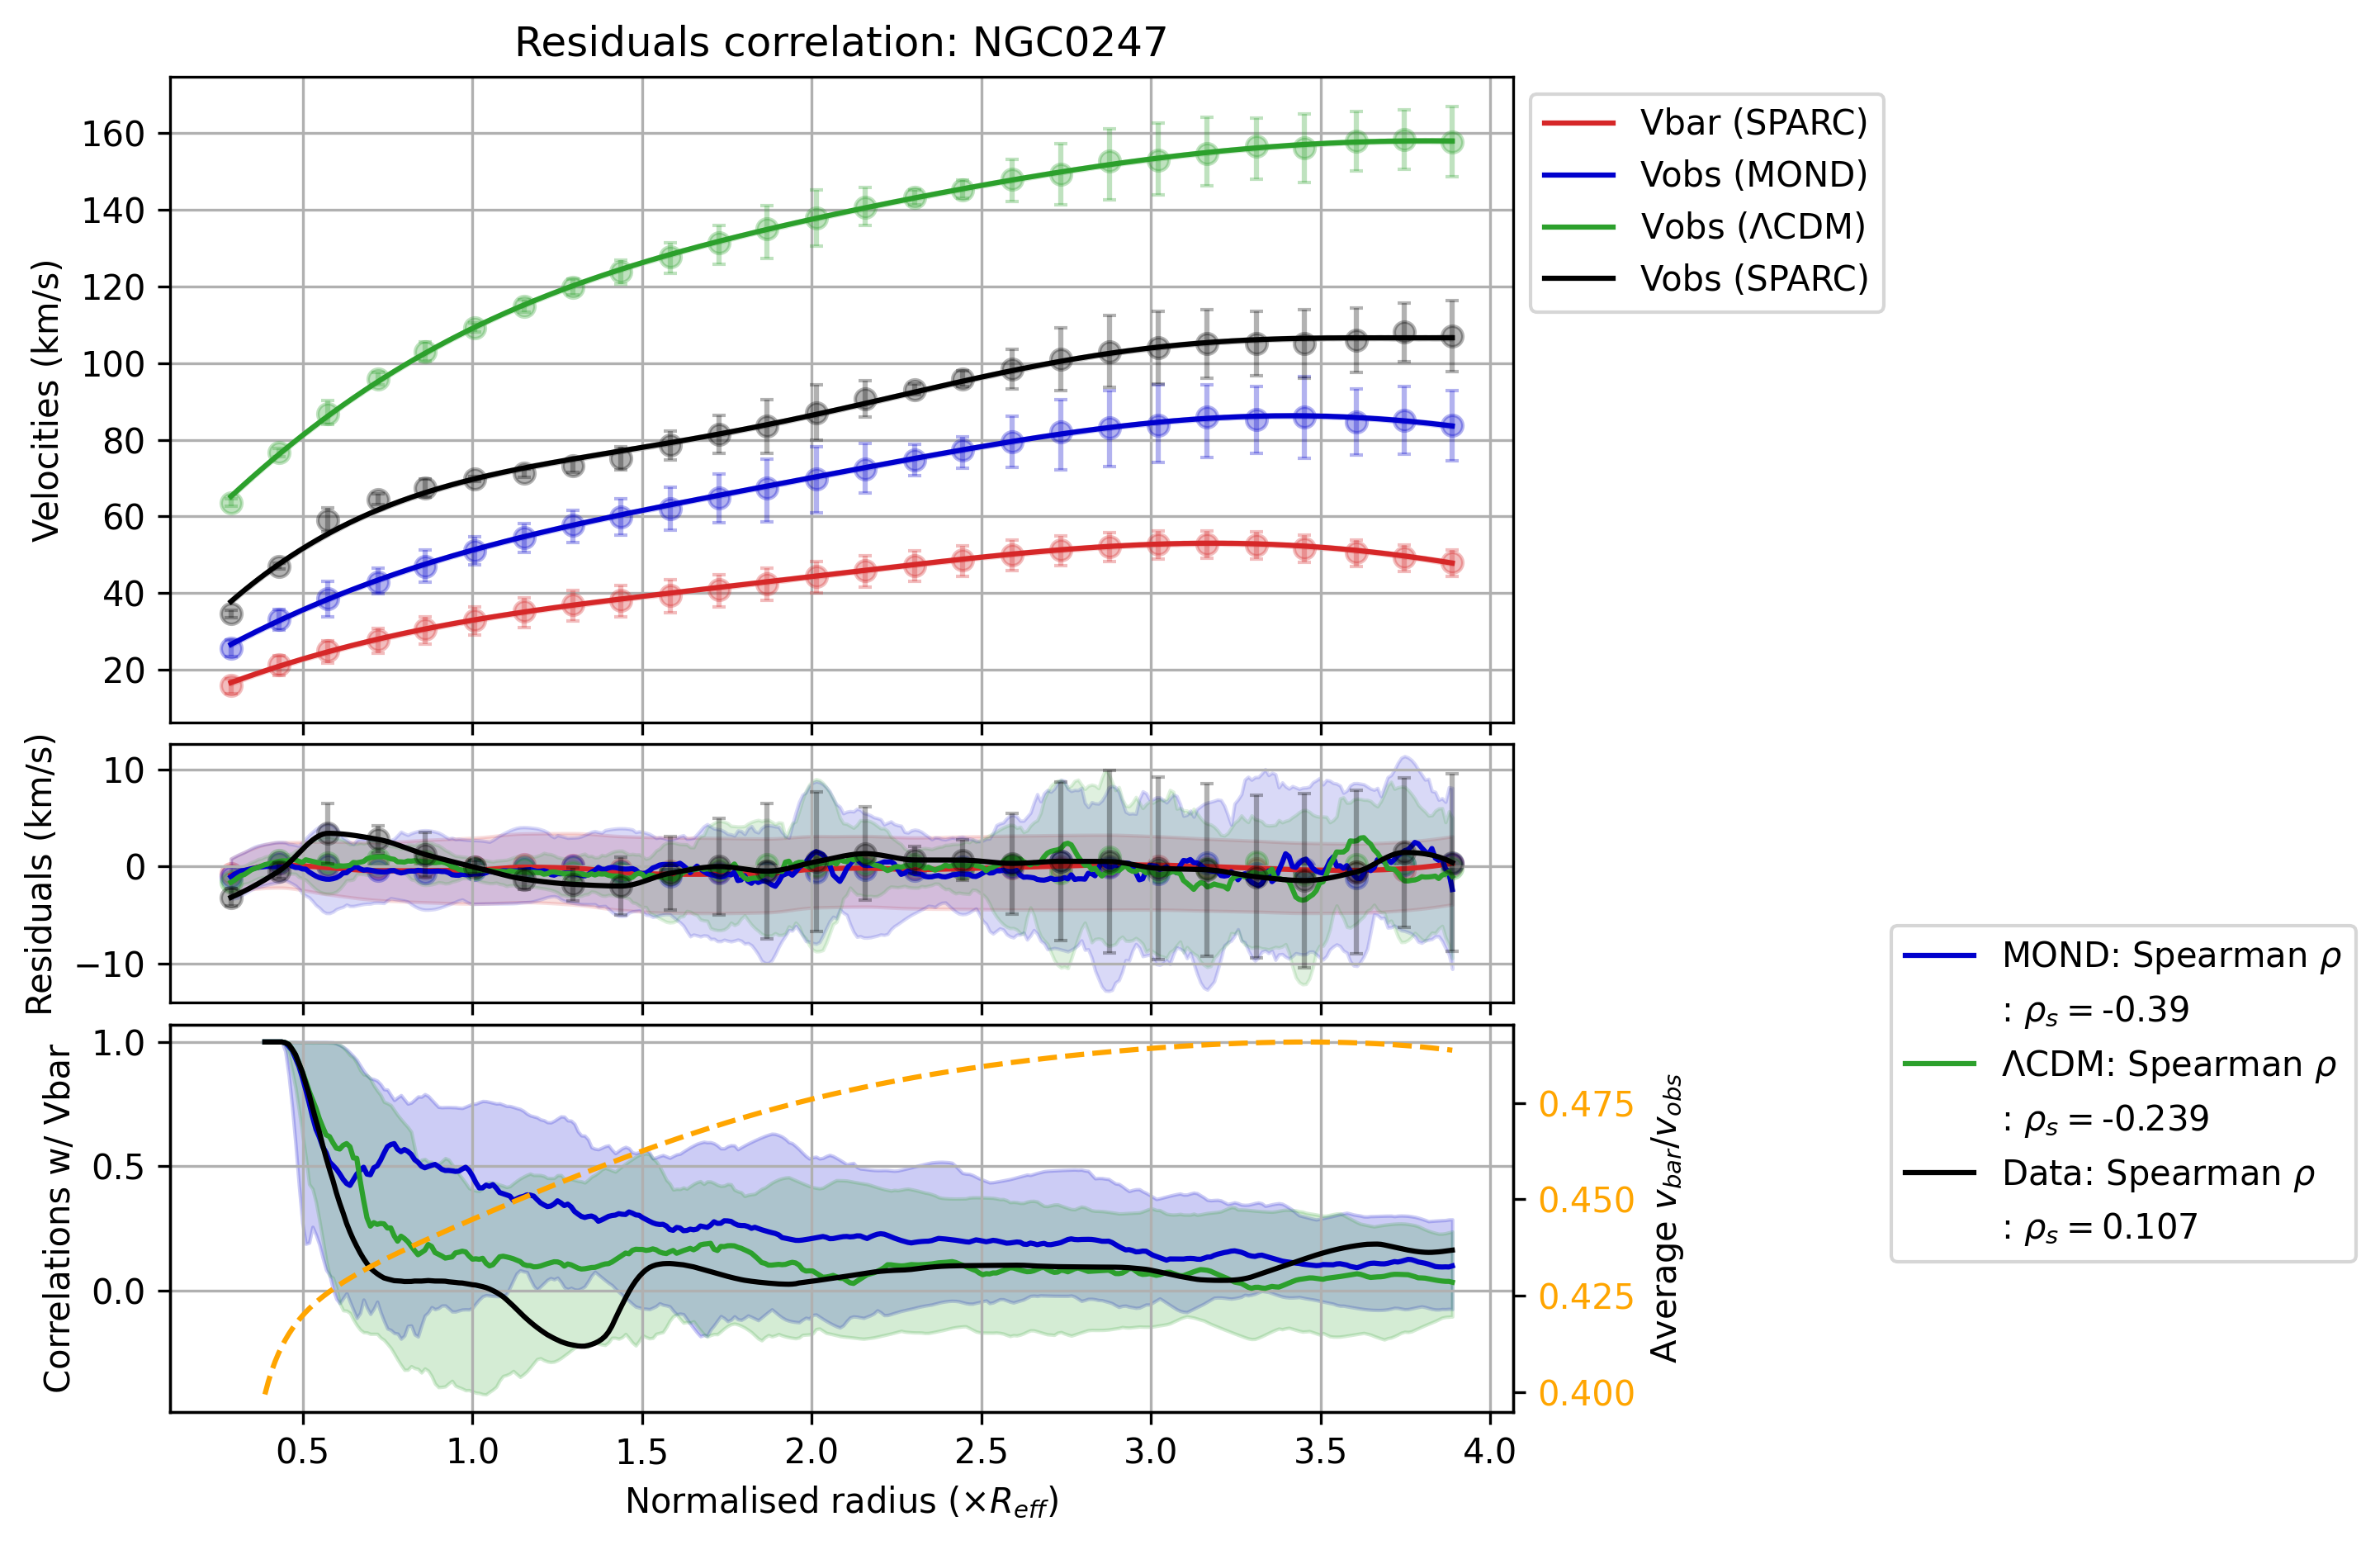 Residuals correlation: NGC0247
Velocities (km/s)
160
140
120
100
80
60
40
20
Vbar (SPARC)
Vobs (MOND)
Vobs (ΛCDM)
Vobs (SPARC)
Residuals (km/s)
10
0
−10
Correlations w/ Vbar
1.0
0.5
0.0
0.475
0.450
0.425
0.400
Average v_bar/v_obs
MOND: Spearman ρ
: ρ_s = -0.39
ΛCDM: Spearman ρ
: ρ_s = -0.239
Data: Spearman ρ
: ρ_s = 0.107
0.5 1.0 1.5 2.0 2.5 3.0 3.5 4.0
Normalised radius (×R_eff)